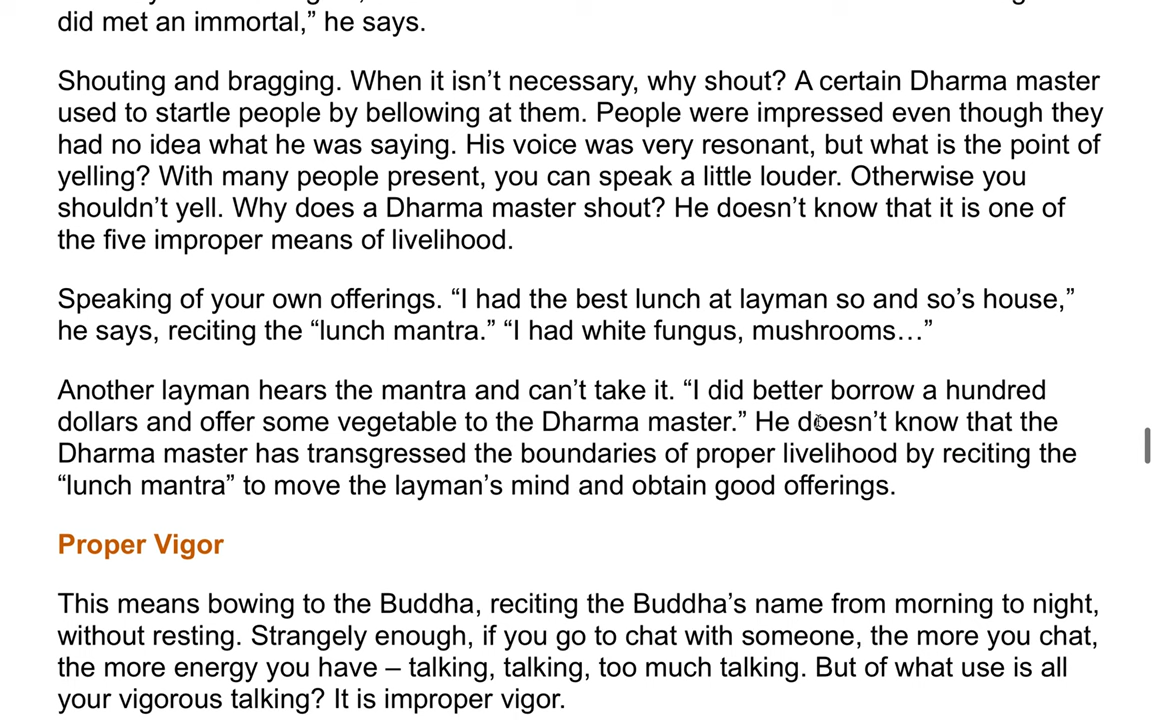 did met an immortal,” he says.
Shouting and bragging. When it isn’t necessary, why shout? A certain Dharma master
used to startle people by bellowing at them. People were impressed even though they
had no idea what he was saying. His voice was very resonant, but what is the point of
yelling? With many people present, you can speak a little louder. Otherwise you
shouldn’t yell. Why does a Dharma master shout? He doesn’t know that it is one of
the five improper means of livelihood.
Speaking of your own offerings. “I had the best lunch at layman so and so’s house,”
he says, reciting the “lunch mantra.” “I had white fungus, mushrooms…”
Another layman hears the mantra and can’t take it. “I did better borrow a hundred
dollars and offer some vegetable to the Dharma master.” He doesn’t know that the
Dharma master has transgressed the boundaries of proper livelihood by reciting the
“lunch mantra” to move the layman’s mind and obtain good offerings.
Proper Vigor
This means bowing to the Buddha, reciting the Buddha’s name from morning to night,
without resting. Strangely enough, if you go to chat with someone, the more you chat,
the more energy you have – talking, talking, too much talking. But of what use is all
your vigorous talking? It is improper vigor.